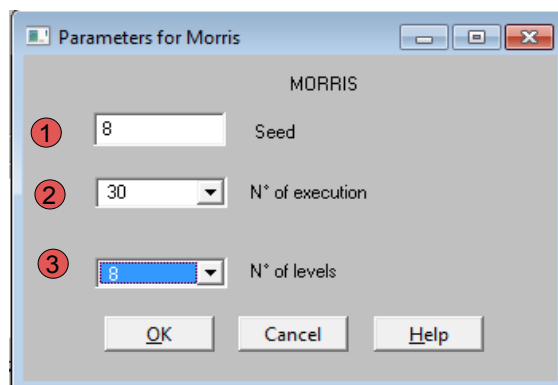 Parameters for Morris
MORRIS
1 8 Seed
2 30 N° of execution
3 8 N° of levels
OK Cancel Help